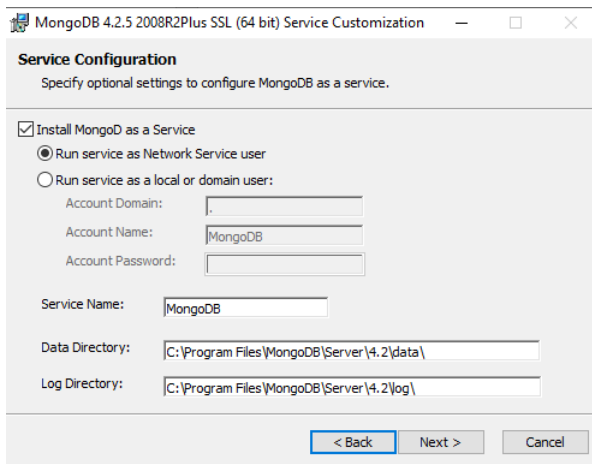 MongoDB 4.2.5 2008R2Plus SSL (64 bit) Service Customization
Service Configuration
Specify optional settings to configure MongoDB as a service.
Install MongoD as a Service
Run service as Network Service user
Run service as a local or domain user:
Account Domain: .
Account Name: MongoDB
Account Password:
Service Name: MongoDB
Data Directory: C:\Program Files\MongoDB\Server\4.2\data\
Log Directory: C:\Program Files\MongoDB\Server\4.2\log\
< Back Next > Cancel